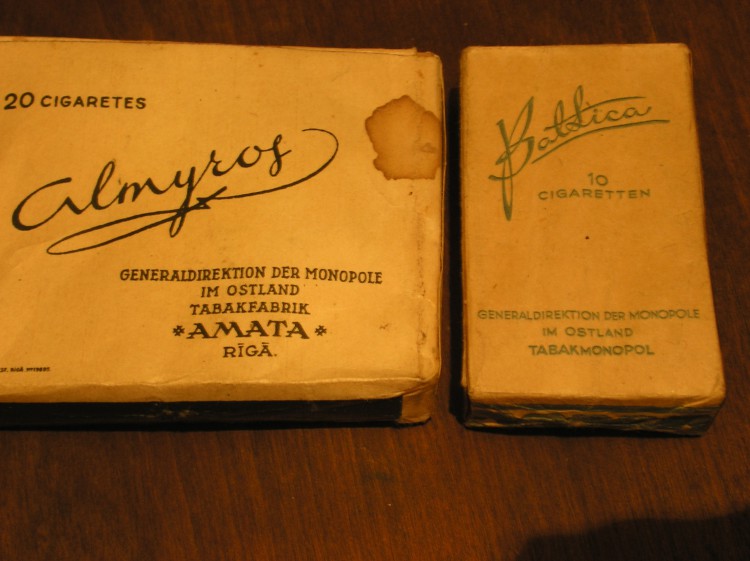 20 CIGARETES
Almyros
GENERALDIREKTION DER MONOPOLE
IM OSTLAND
TABAKFABRIK
*AMATA*
RĪGĀ.
Baltica
10
CIGARETTEN
GENERALDIREKTION DER MONOPOLE
IM OSTLAND
TABAKMONOPOL